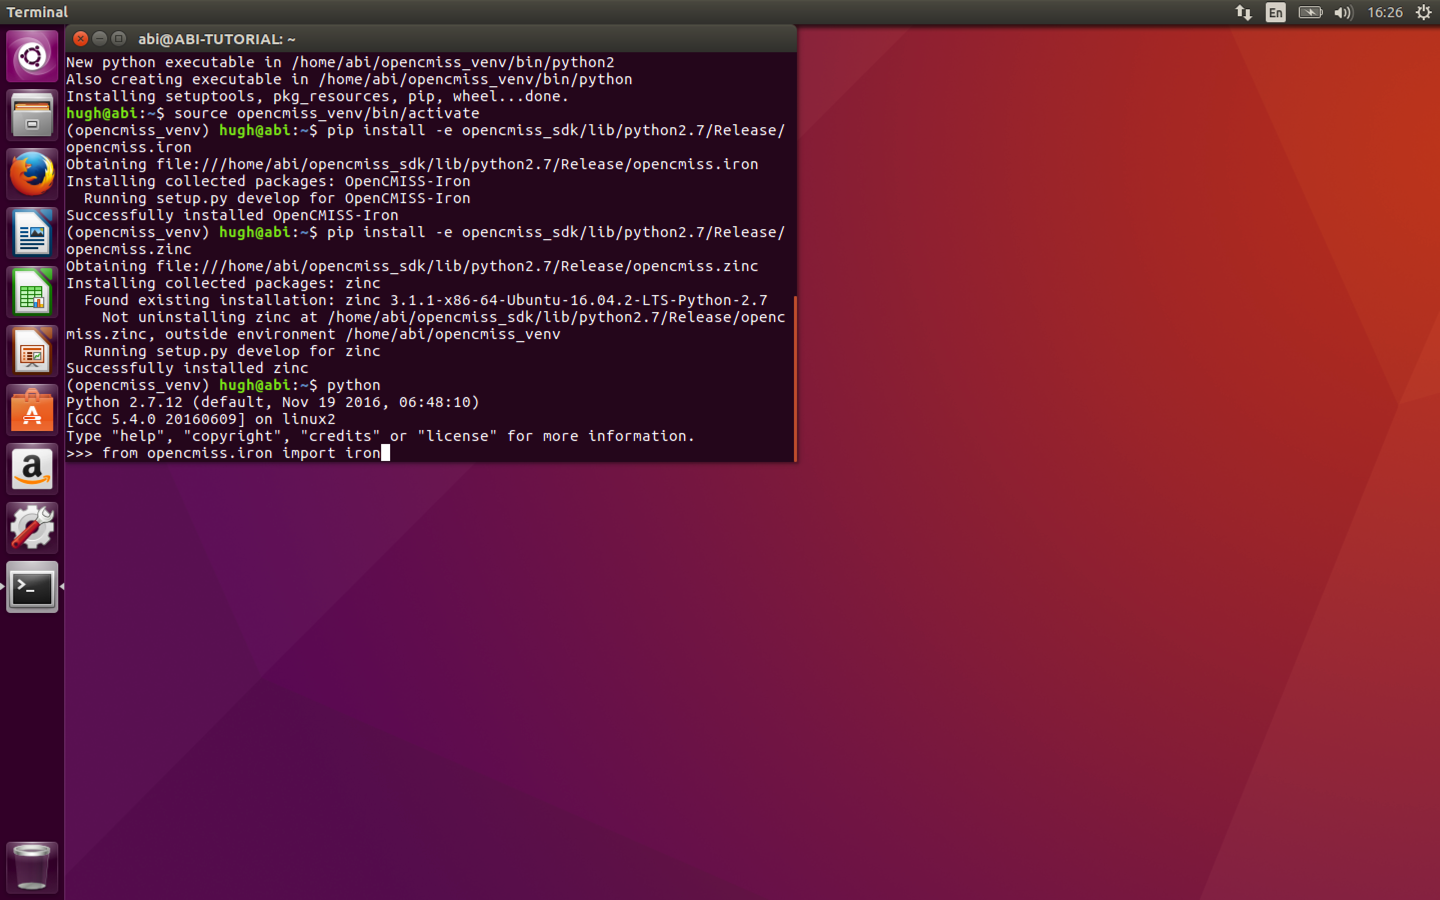 Terminal
En
16:26
abi@ABI-TUTORIAL: ~
New python executable in /home/abi/opencmiss_venv/bin/python2
Also creating executable in /home/abi/opencmiss_venv/bin/python
Installing setuptools, pkg_resources, pip, wheel...done.
hugh@abi:~$ source opencmiss_venv/bin/activate
(opencmiss_venv) hugh@abi:~$ pip install -e opencmiss_sdk/lib/python2.7/Release/
opencmiss.iron
Obtaining file:///home/abi/opencmiss_sdk/lib/python2.7/Release/opencmiss.iron
Installing collected packages: OpenCMISS-Iron
  Running setup.py develop for OpenCMISS-Iron
Successfully installed OpenCMISS-Iron
(opencmiss_venv) hugh@abi:~$ pip install -e opencmiss_sdk/lib/python2.7/Release/
opencmiss.zinc
Obtaining file:///home/abi/opencmiss_sdk/lib/python2.7/Release/opencmiss.zinc
Installing collected packages: zinc
  Found existing installation: zinc 3.1.1-x86-64-Ubuntu-16.04.2-LTS-Python-2.7
    Not uninstalling zinc at /home/abi/opencmiss_sdk/lib/python2.7/Release/openc
miss.zinc, outside environment /home/abi/opencmiss_venv
  Running setup.py develop for zinc
Successfully installed zinc
(opencmiss_venv) hugh@abi:~$ python
Python 2.7.12 (default, Nov 19 2016, 06:48:10)
[GCC 5.4.0 20160609] on linux2
Type "help", "copyright", "credits" or "license" for more information.
>>> from opencmiss.iron import iron